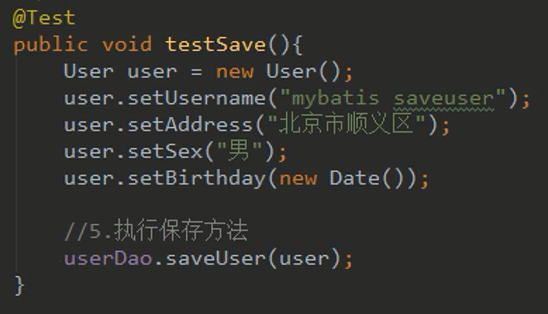 @Test
public void testSave(){
User user = new User();
user.setUsername("mybatis saveuser");
user.setAddress("北京市顺义区");
user.setSex("男");
user.setBirthday(new Date());
//5.执行保存方法
userDao.saveUser(user);
}